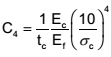 C₄ = 1/t_c E_c/E_f (10/σ_c)⁴